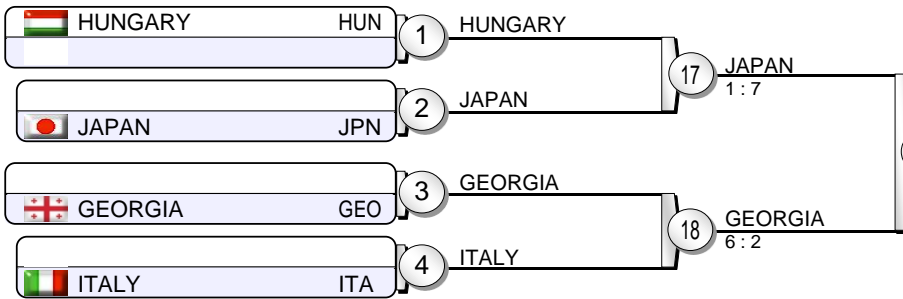 HUNGARY HUN
1
HUNGARY
JAPAN JPN
2
JAPAN
17
JAPAN
1 : 7
GEORGIA GEO
3
GEORGIA
ITALY ITA
4
ITALY
18
GEORGIA
6 : 2